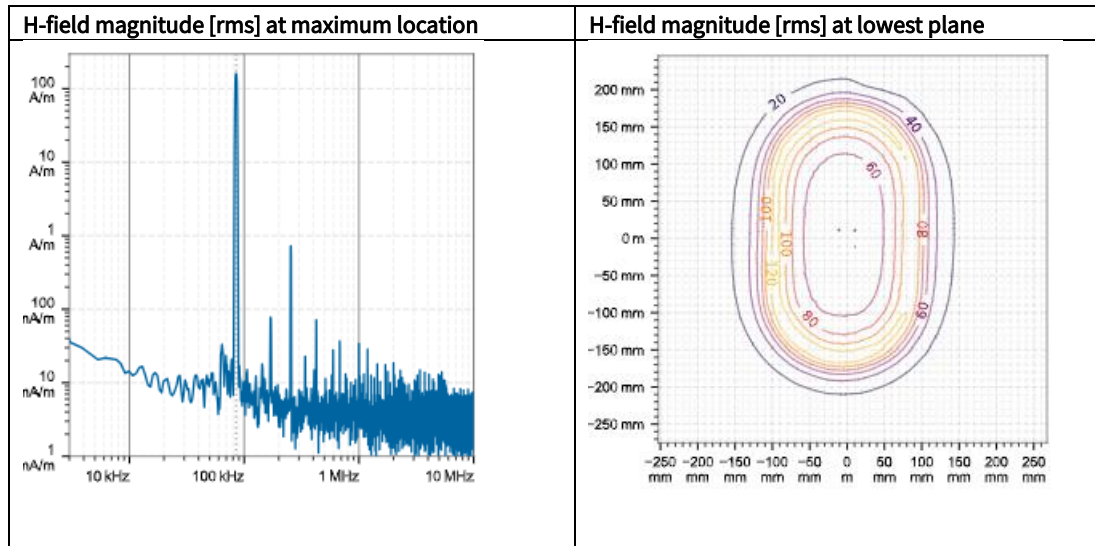 H-field magnitude [rms] at maximum location
100
A/m
10
A/m
1
A/m
100
nA/m
10
nA/m
1
nA/m
10 kHz
100 kHz
1 MHz
10 MHz
H-field magnitude [rms] at lowest plane
200 mm
150 mm
100 mm
50 mm
0 m
−50 mm
−100 mm
−150 mm
−200 mm
−250 mm
20
40
60
100
80
100
120
80
60
−250 −200 −150 −100 −50 0 50 100 150 200 250
mm mm mm mm mm m mm mm mm mm mm